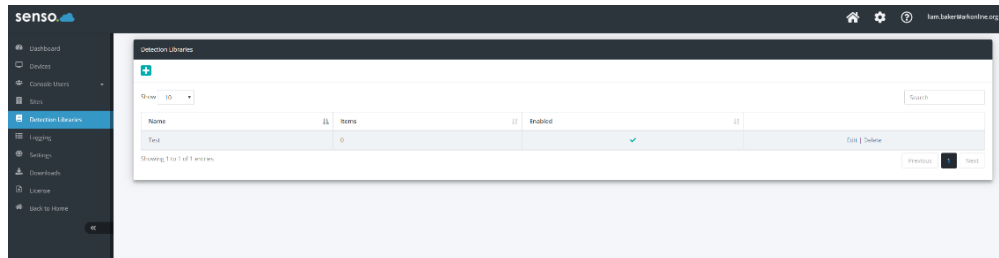 senso.
liam.baker@arkonline.org
Dashboard
Devices
Console Users
Sites
Detection Libraries
Logging
Settings
Downloads
License
Back to Home
Detection Libraries
Show 10
Search
Name Items Enabled
Test 0 Edit | Delete
Showing 1 to 1 of 1 entries
Previous 1 Next